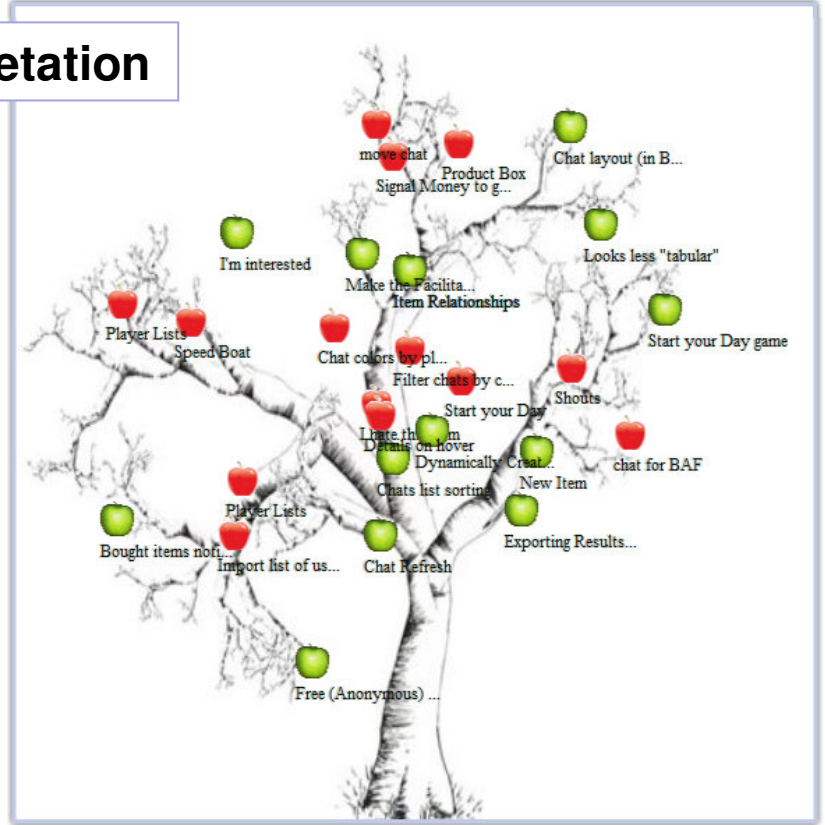 etation
move chat
Signal Money to g...
Product Box
Chat layout (in B...
I'm interested
Make the Facilita...
Item Relationships
Looks less "tabular"
Player Lists
Speed Boat
Chat colors by pl...
Filter chats by c...
Start your Day
Start your Day game
Shouts
Details on hover
Dynamically Creat...
chat for BAF
Chats list sorting
New Item
Player Lists
Exporting Results...
Bought items noti...
Import list of us...
Chat Refresh
Free (Anonymous) ...